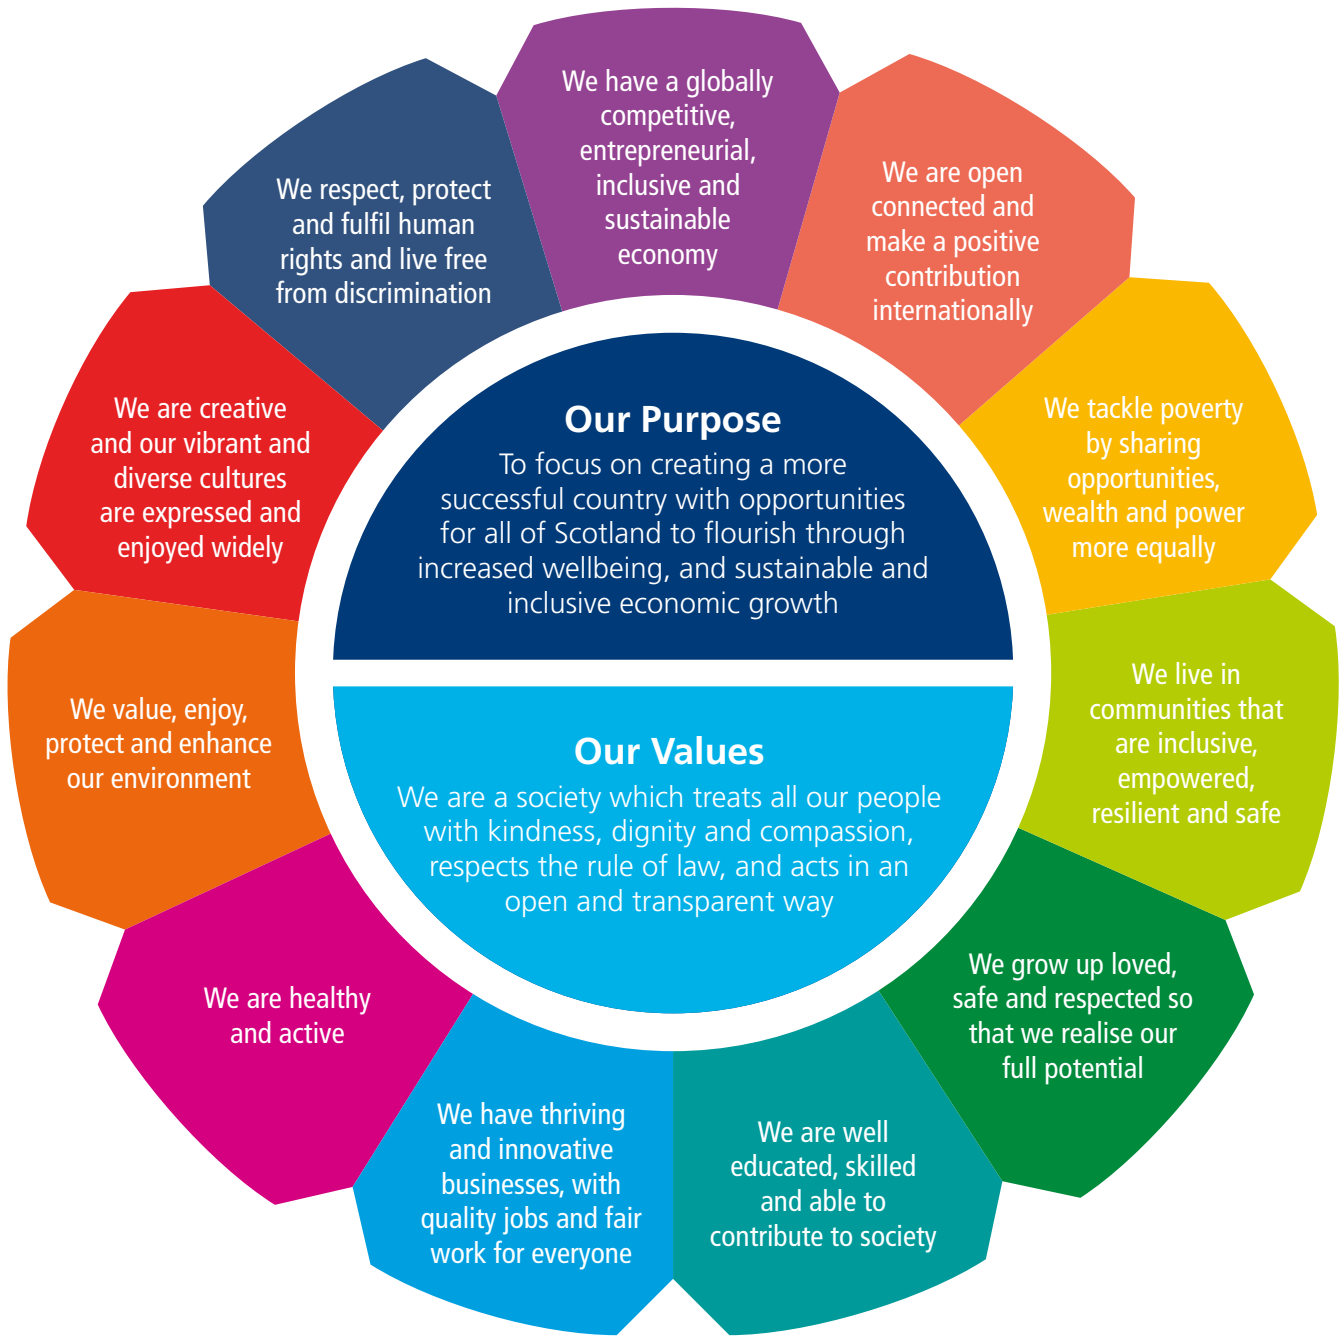 We have a globally
competitive,
entrepreneurial,
inclusive and
sustainable
economy
We are open
connected and
make a positive
contribution
internationally
We tackle poverty
by sharing
opportunities,
wealth and power
more equally
We live in
communities that
are inclusive,
empowered,
resilient and safe
We grow up loved,
safe and respected so
that we realise our
full potential
We are well
educated, skilled
and able to
contribute to society
We have thriving
and innovative
businesses, with
quality jobs and fair
work for everyone
We are healthy
and active
We value, enjoy,
protect and enhance
our environment
We are creative
and our vibrant and
diverse cultures
are expressed and
enjoyed widely
We respect, protect
and fulfil human
rights and live free
from discrimination
Our Purpose
To focus on creating a more
successful country with opportunities
for all of Scotland to flourish through
increased wellbeing, and sustainable and
inclusive economic growth
Our Values
We are a society which treats all our people
with kindness, dignity and compassion,
respects the rule of law, and acts in an
open and transparent way